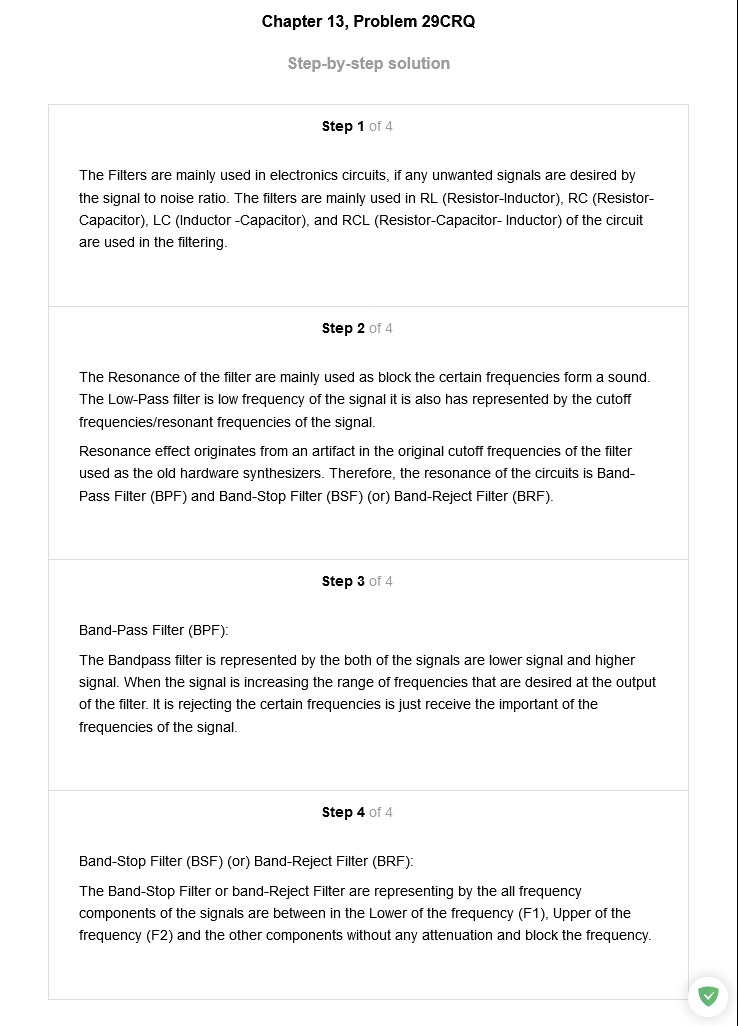 Chapter 13, Problem 29CRQ
Step-by-step solution
Step 1 of 4
The Filters are mainly used in electronics circuits, if any unwanted signals are desired by
the signal to noise ratio. The filters are mainly used in RL (Resistor-Inductor), RC (Resistor-
Capacitor), LC (Inductor -Capacitor), and RCL (Resistor-Capacitor- Inductor) of the circuit
are used in the filtering.
Step 2 of 4
The Resonance of the filter are mainly used as block the certain frequencies form a sound.
The Low-Pass filter is low frequency of the signal it is also has represented by the cutoff
frequencies/resonant frequencies of the signal.
Resonance effect originates from an artifact in the original cutoff frequencies of the filter
used as the old hardware synthesizers. Therefore, the resonance of the circuits is Band-
Pass Filter (BPF) and Band-Stop Filter (BSF) (or) Band-Reject Filter (BRF).
Step 3 of 4
Band-Pass Filter (BPF):
The Bandpass filter is represented by the both of the signals are lower signal and higher
signal. When the signal is increasing the range of frequencies that are desired at the output
of the filter. It is rejecting the certain frequencies is just receive the important of the
frequencies of the signal.
Step 4 of 4
Band-Stop Filter (BSF) (or) Band-Reject Filter (BRF):
The Band-Stop Filter or band-Reject Filter are representing by the all frequency
components of the signals are between in the Lower of the frequency (F1), Upper of the
frequency (F2) and the other components without any attenuation and block the frequency.